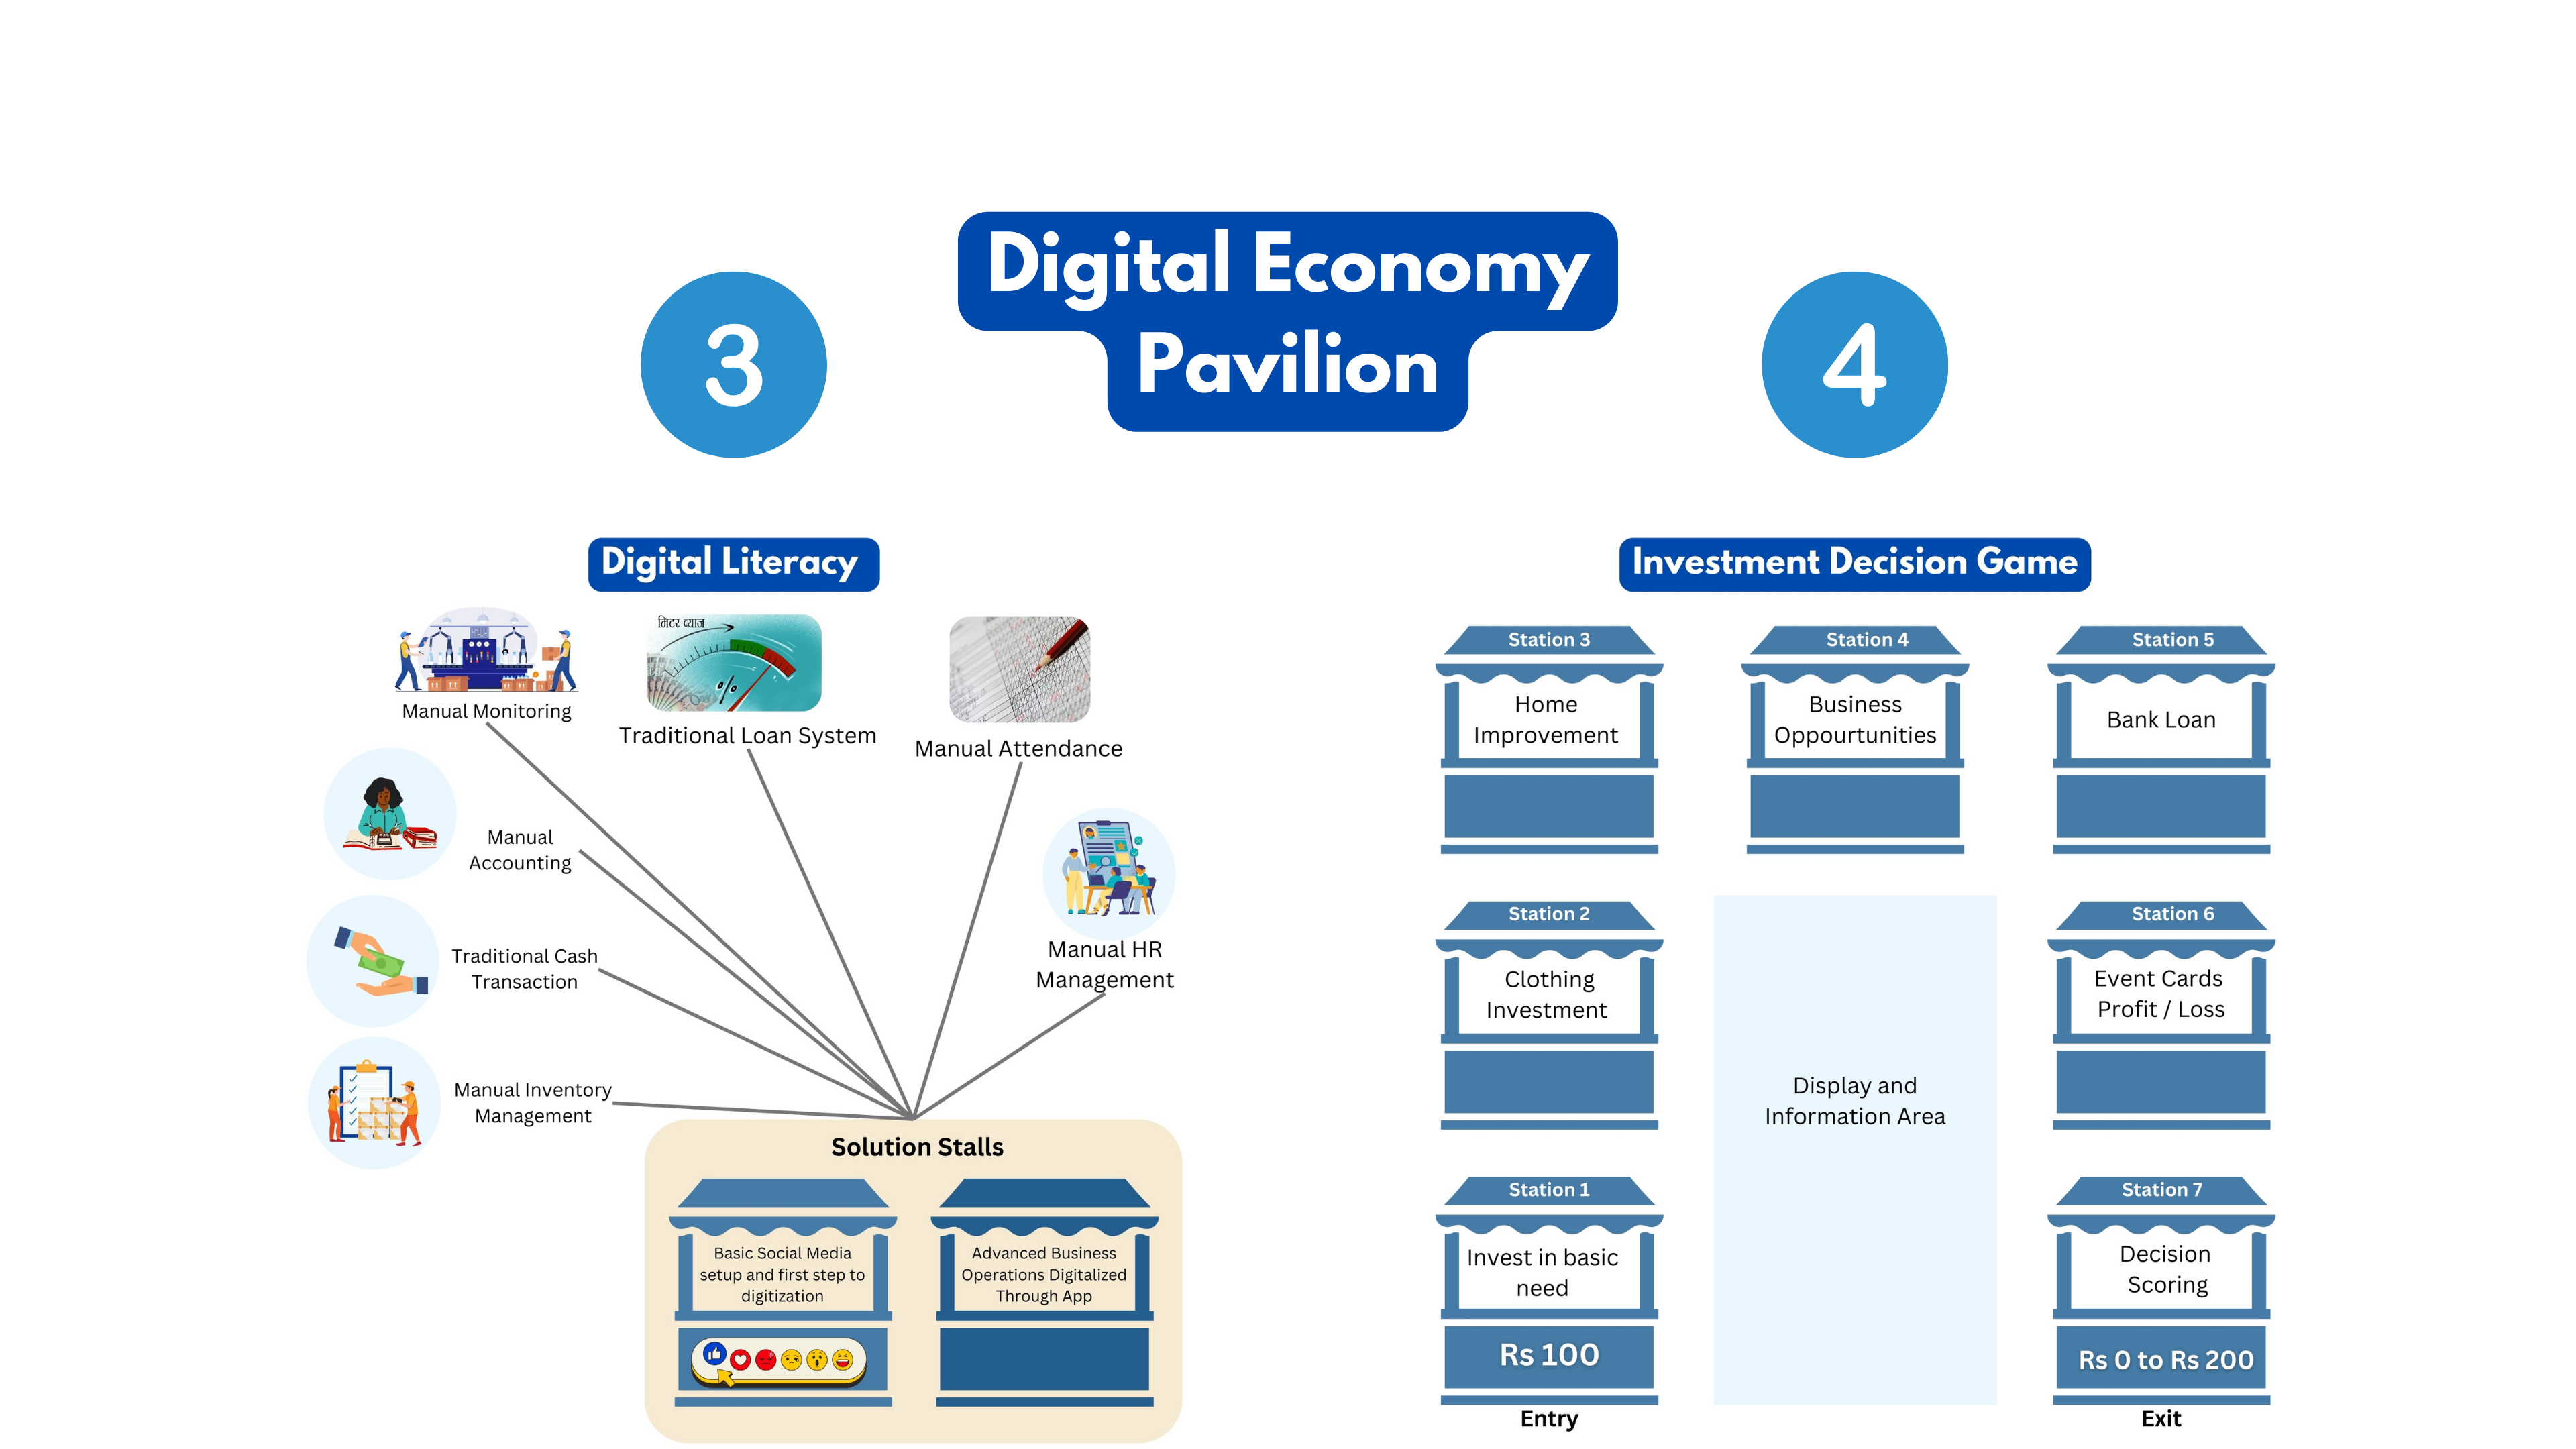 Digital Economy
Pavilion
3
4
Digital Literacy
मिटर ब्याज
%
Manual Monitoring
Traditional Loan System
Manual Attendance
Manual
Accounting
Traditional Cash
Transaction
Manual HR
Management
Manual Inventory
Management
Solution Stalls
Basic Social Media
setup and first step to
digitization
Advanced Business
Operations Digitalized
Through App
Investment Decision Game
Station 3
Home
Improvement
Station 4
Business
Oppourtunities
Station 5
Bank Loan
Station 2
Clothing
Investment
Display and
Information Area
Station 6
Event Cards
Profit / Loss
Station 1
Invest in basic
need
Rs 100
Entry
Station 7
Decision
Scoring
Rs 0 to Rs 200
Exit